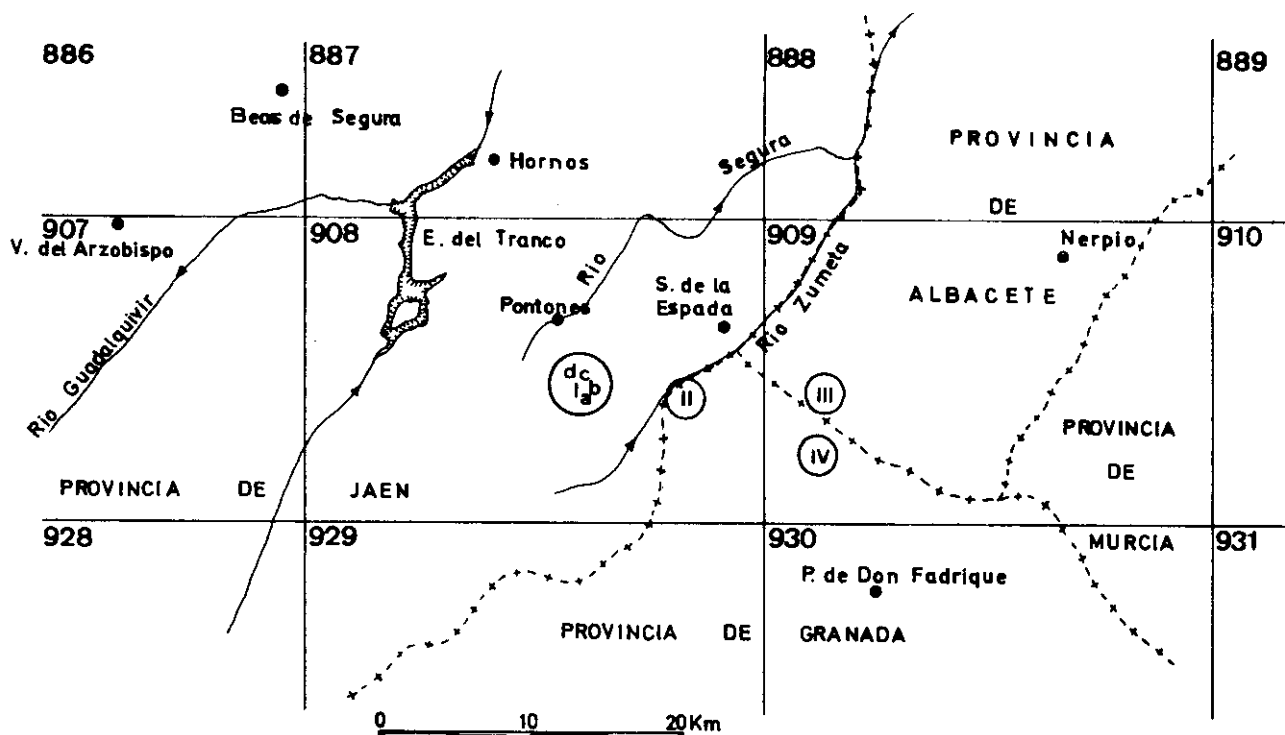 886
887
888
889
Beas de Segura
Hornos
Segura
PROVINCIA
907
908
909
910
DE
V. del Arzobispo
E. del Tranco
Nerpio
Rio
S. de la
Espada
Rio Zumeta
ALBACETE
Pontones
Rio Guadalquivir
d c
I a b
II
III
IV
PROVINCIA
DE
PROVINCIA DE JAEN
928
929
930
931
MURCIA
P. de Don Fadrique
PROVINCIA DE GRANADA
0 10 20Km